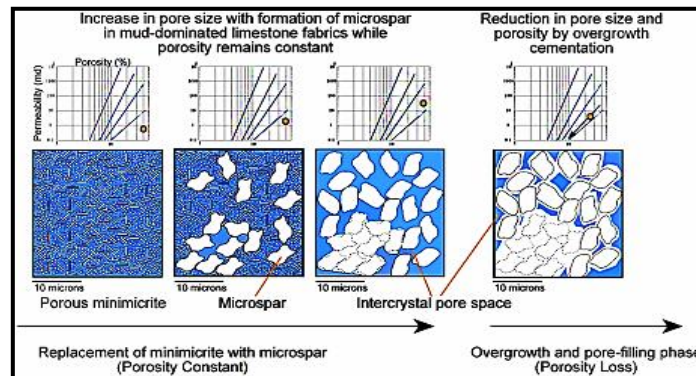 Increase in pore size with formation of microspar
in mud-dominated limestone fabrics while
porosity remains constant
Reduction in pore size and
porosity by overgrowth
cementation
Porosity (%)
Permeability (md)
10 microns
10 microns
10 microns
10 microns
Porous minimicrite
Microspar
Intercrystal pore space
Replacement of minimicrite with microspar
(Porosity Constant)
Overgrowth and pore-filling phase
(Porosity Loss)